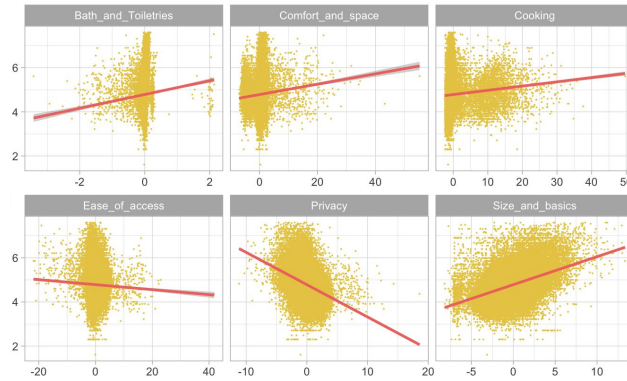 Bath_and_Toiletries Comfort_and_space Cooking
6
4
2
-2 0 2 0 20 40 0 10 20 30 40 50
Ease_of_access Privacy Size_and_basics
6
4
2
-20 0 20 40 -10 0 10 20 -5 0 5 10